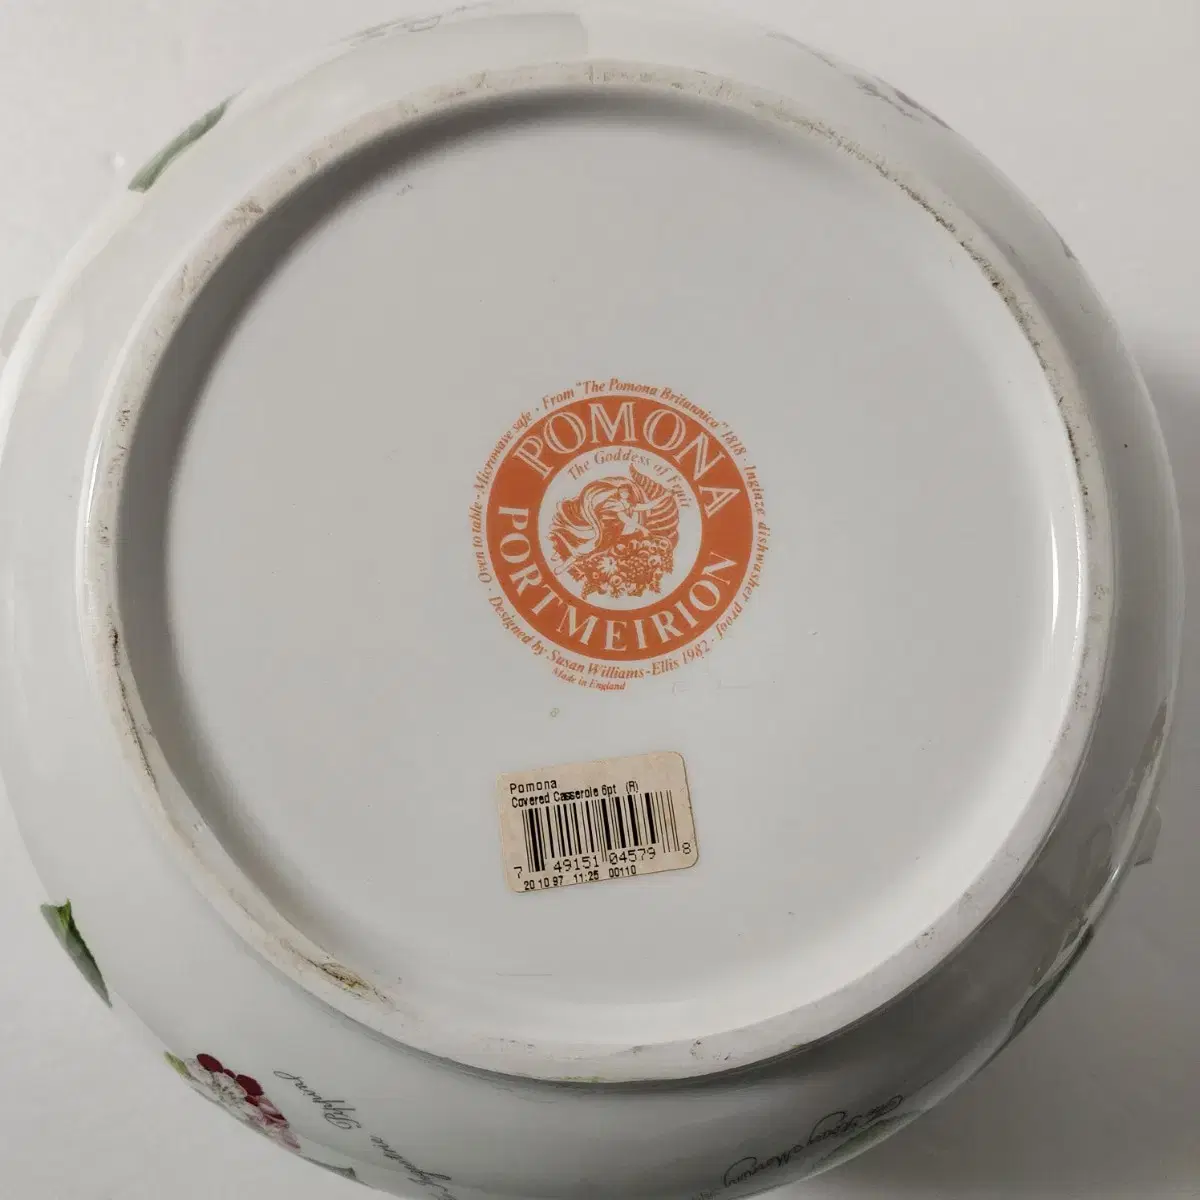 Oven to table · Microwave safe · From "The Pomona Britannica" 1818 · Inglaze dishwasher proof
POMONA
The Goddess of Fruit
PORTMEIRION
Designed by Susan Williams-Ellis 1982
Made in England
Pomona
Covered Casserole 6pt (R)
7 49151 04579 8
20 10 97 11:25 00110